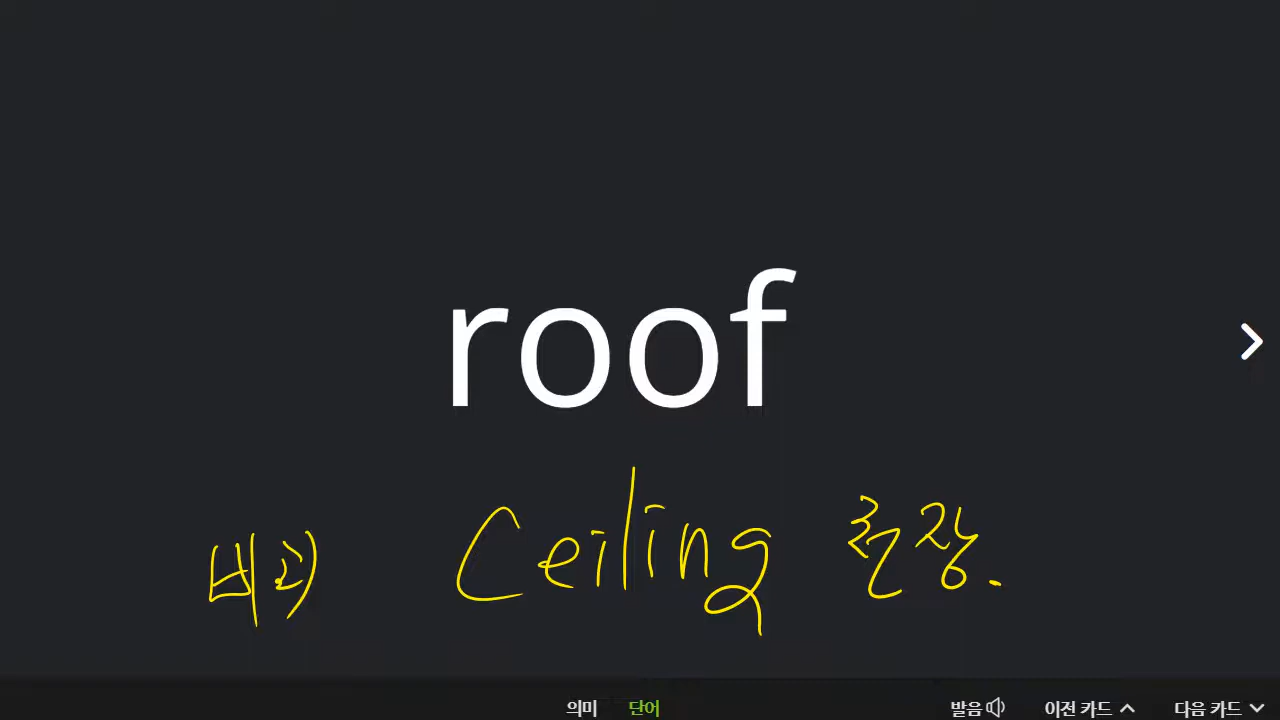 roof
비교) Ceiling 천장.
의미 단어 발음 이전 카드 다음 카드